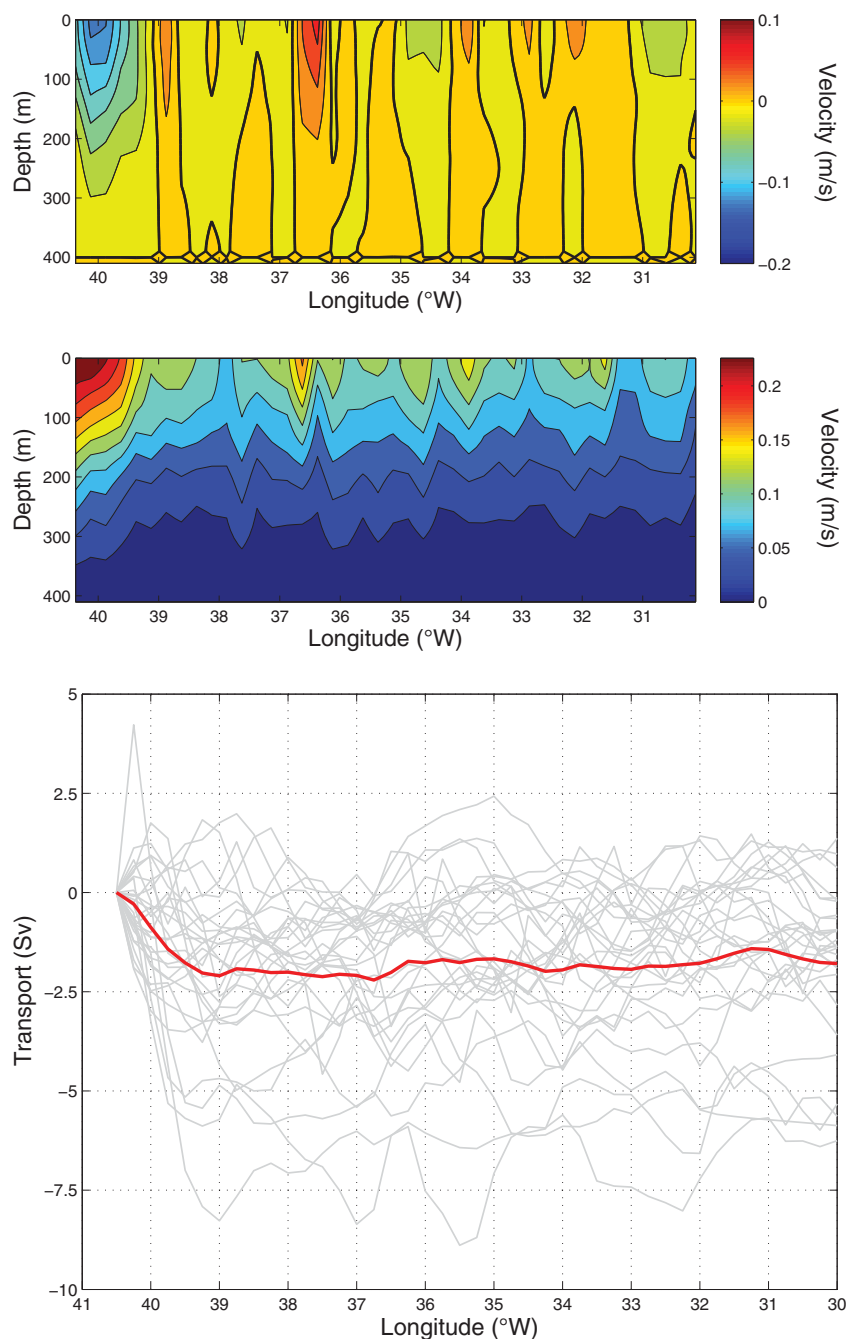 0
100
200
300
400
Depth (m)
40 39 38 37 36 35 34 33 32 31
Longitude (°W)
0.1
0
−0.1
−0.2
Velocity (m/s)
0
100
200
300
400
Depth (m)
40 39 38 37 36 35 34 33 32 31
Longitude (°W)
0.2
0.15
0.1
0.05
0
Velocity (m/s)
5
2.5
0
−2.5
−5
−7.5
−10
Transport (Sv)
41 40 39 38 37 36 35 34 33 32 31 30
Longitude (°W)